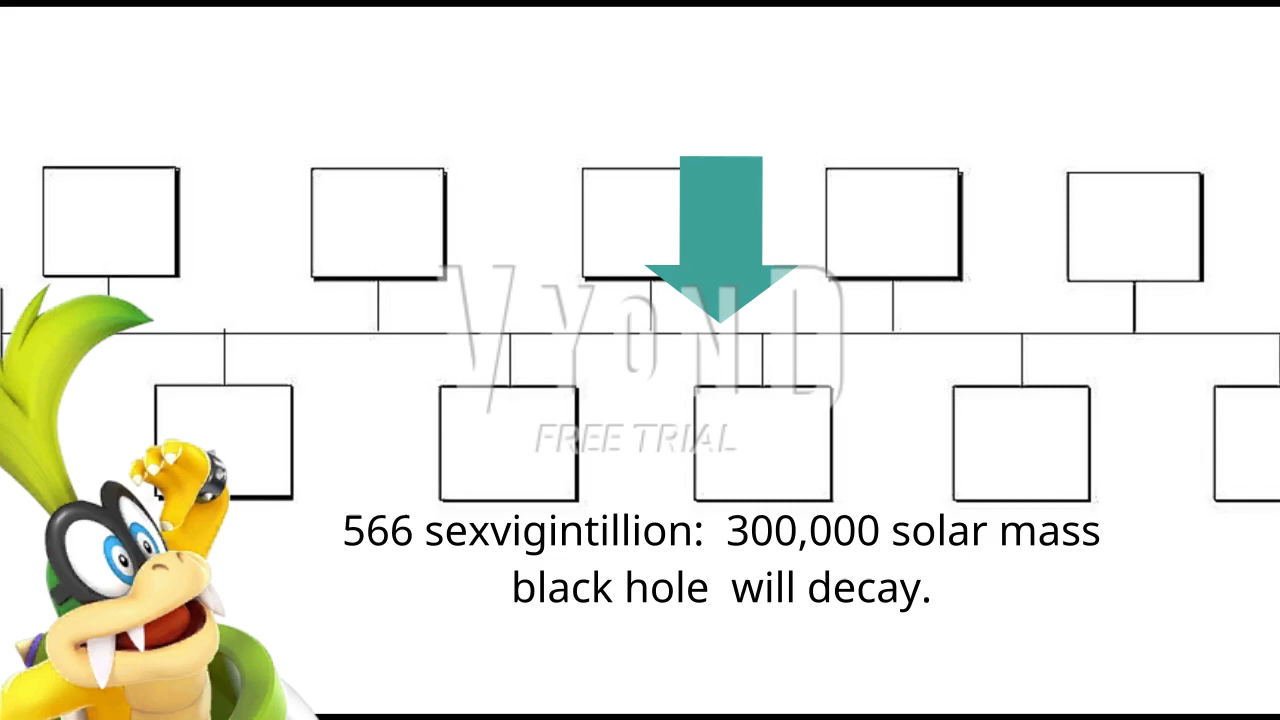 VYOND
FREE TRIAL
566 sexvigintillion: 300,000 solar mass
black hole will decay.